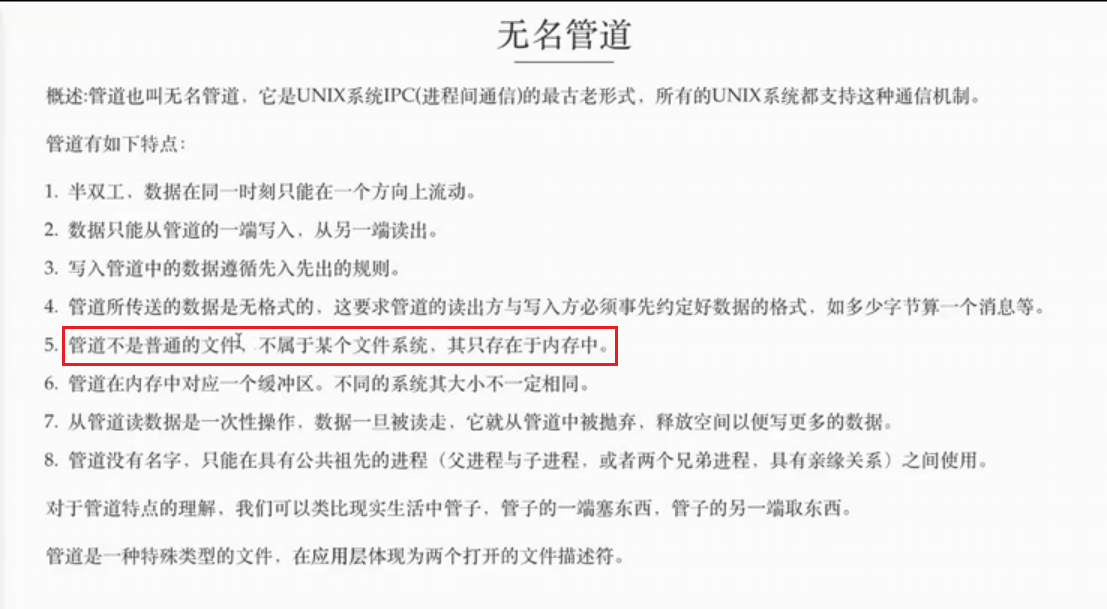 无名管道
概述:管道也叫无名管道，它是UNIX系统IPC(进程间通信)的最古老形式，所有的UNIX系统都支持这种通信机制。
管道有如下特点：
1. 半双工，数据在同一时刻只能在一个方向上流动。
2. 数据只能从管道的一端写入，从另一端读出。
3. 写入管道中的数据遵循先入先出的规则。
4. 管道所传送的数据是无格式的，这要求管道的读出方与写入方必须事先约定好数据的格式，如多少字节算一个消息等。
5. 管道不是普通的文件，不属于某个文件系统，其只存在于内存中。
6. 管道在内存中对应一个缓冲区。不同的系统其大小不一定相同。
7. 从管道读数据是一次性操作，数据一旦被读走，它就从管道中被抛弃，释放空间以便写更多的数据。
8. 管道没有名字，只能在具有公共祖先的进程（父进程与子进程，或者两个兄弟进程，具有亲缘关系）之间使用。
对于管道特点的理解，我们可以类比现实生活中管子，管子的一端塞东西，管子的另一端取东西。
管道是一种特殊类型的文件，在应用层体现为两个打开的文件描述符。